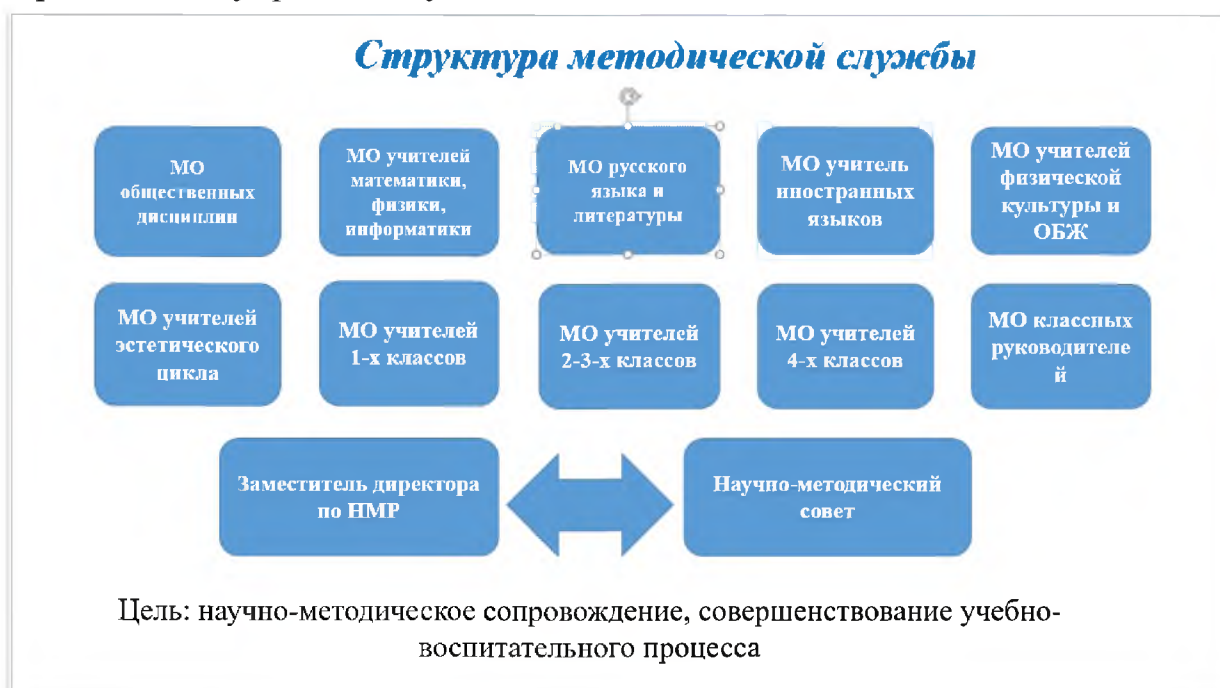 Структура методической службы
МО
общественных
дисциплин
МО учителей
математики,
физики,
информатики
МО русского
языка и
литературы
МО учитель
иностранных
языков
МО учителей
физической
культуры и
ОБЖ
МО учителей
эстетического
цикла
МО учителей
1-х классов
МО учителей
2-3-х классов
МО учителей
4-х классов
МО классных
руководителе
й
Заместитель директора
по НМР
Научно-методический
совет
Цель: научно-методическое сопровождение, совершенствование учебно-
воспитательного процесса